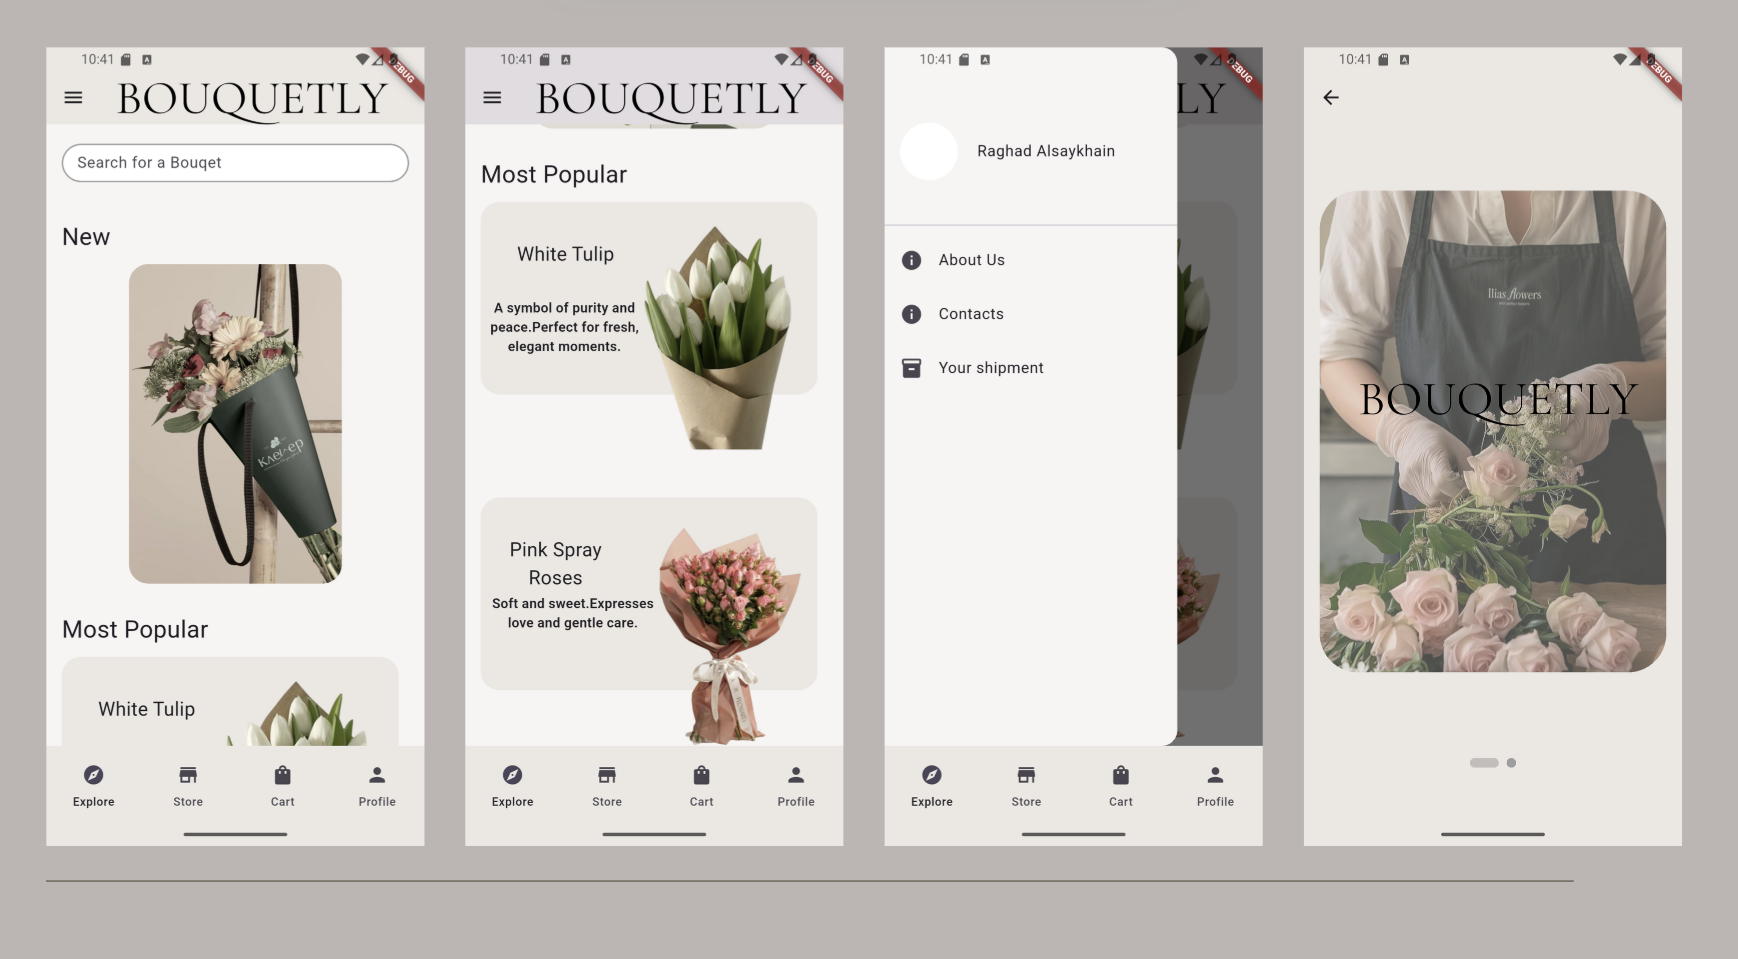 10:41
DEBUG
BOUQUETLY
Search for a Bouqet
New
клевер
Most Popular
White Tulip
Explore
Store
Cart
Profile
10:41
DEBUG
BOUQUETLY
Most Popular
White Tulip
A symbol of purity and
peace.Perfect for fresh,
elegant moments.
Pink Spray
Roses
Soft and sweet.Expresses
love and gentle care.
Explore
Store
Cart
Profile
10:41
DEBUG
LY
Raghad Alsaykhain
About Us
Contacts
Your shipment
Explore
Store
Cart
Profile
10:41
DEBUG
Ilias flowers
BOUQUETLY